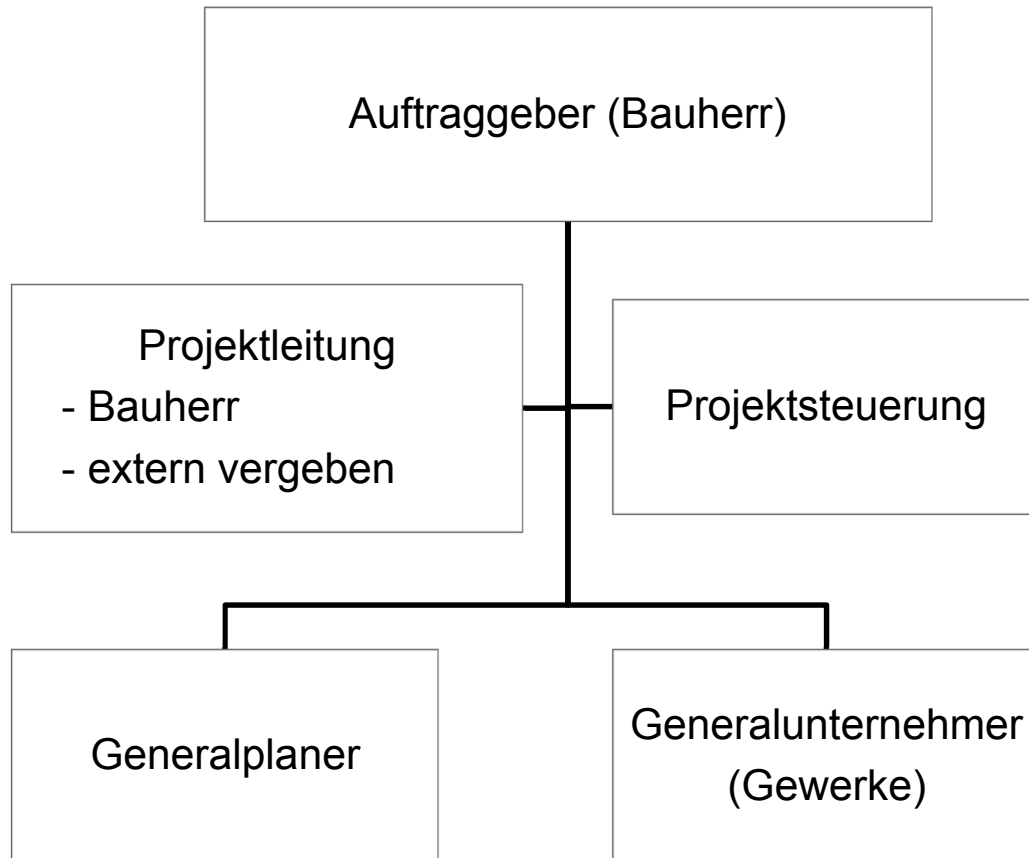 Auftraggeber (Bauherr)
Projektleitung
- Bauherr
- extern vergeben
Projektsteuerung
Generalplaner
Generalunternehmer
(Gewerke)